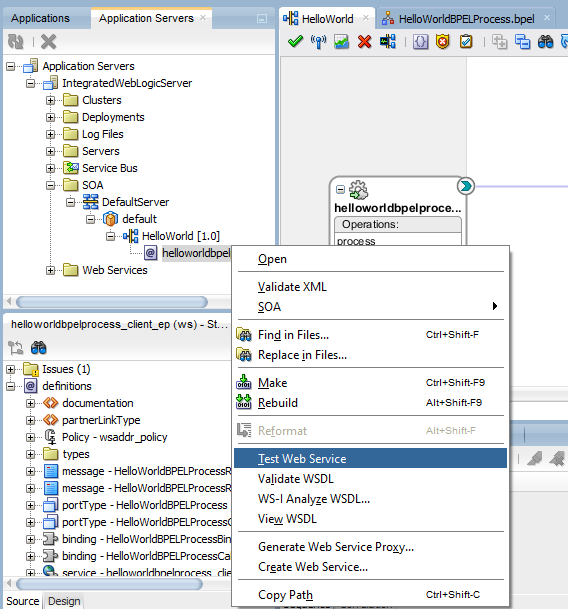 Applications
Application Servers
Application Servers
IntegratedWebLogicServer
Clusters
Deployments
Log Files
Servers
Service Bus
SOA
DefaultServer
default
HelloWorld [1.0]
helloworldbpel
Web Services
helloworldbpelprocess_client_ep (ws) - St...
Issues (1)
definitions
documentation
partnerLinkType
Policy - wsaddr_policy
types
message - HelloWorldBPELProcessR
message - HelloWorldBPELProcessR
portType - HelloWorldBPELProcess
portType - HelloWorldBPELProcessC
binding - HelloWorldBPELProcessBin
binding - HelloWorldBPELProcessCal
service - helloworldbpelprocess_clie
Source Design
HelloWorld
HelloWorldBPELProcess.bpel
helloworldbpelproce...
Operations:
process
Open
Validate XML
SOA
Find in Files... Ctrl+Shift-F
Replace in Files...
Make Ctrl+Shift-F9
Rebuild Alt+Shift-F9
Reformat Alt+Shift-F
Test Web Service
Validate WSDL
WS-I Analyze WSDL...
View WSDL
Generate Web Service Proxy...
Create Web Service...
Copy Path Ctrl+Shift-C